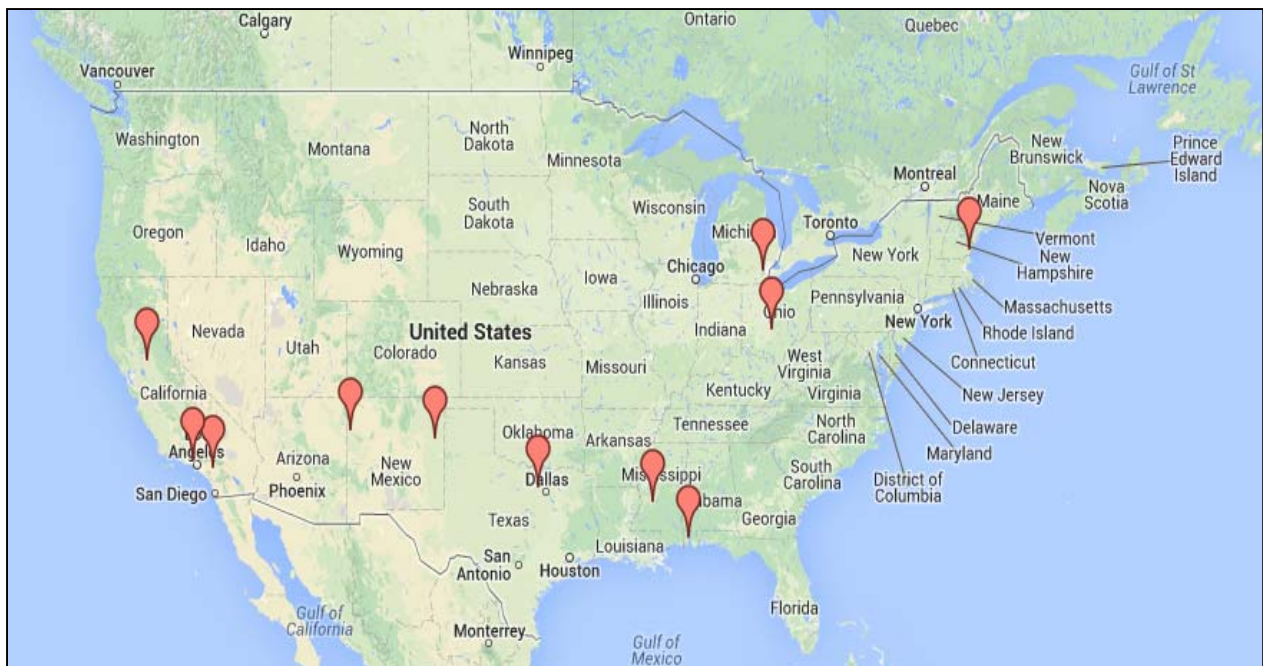 Calgary
Ontario
Quebec
Winnipeg
Vancouver
Gulf of St
Lawrence
Washington
North
Dakota
Montana
Minnesota
New
Brunswick
Prince
Edward
Island
Montreal
Nova
Scotia
Maine
South
Dakota
Wisconsin
Michi
Toronto
Oregon
Idaho
Wyoming
Vermont
New
Hampshire
New York
Chicago
Iowa
Nebraska
Illinois
Pennsylvania
Massachusetts
Ohio
Indiana
New York
Rhode Island
Nevada
United States
Utah
Colorado
Kansas
Missouri
West
Virginia
Connecticut
California
Kentucky
Virginia
New Jersey
Delaware
Maryland
District of
Columbia
Oklahoma
Arkansas
Tennessee
North
Carolina
Angeles
Arizona
New
Mexico
Mississippi
South
Carolina
San Diego
Phoenix
Dallas
bama
Georgia
Texas
Louisiana
San
Antonio
Houston
Florida
Gulf of
California
Monterrey
Gulf of
Mexico